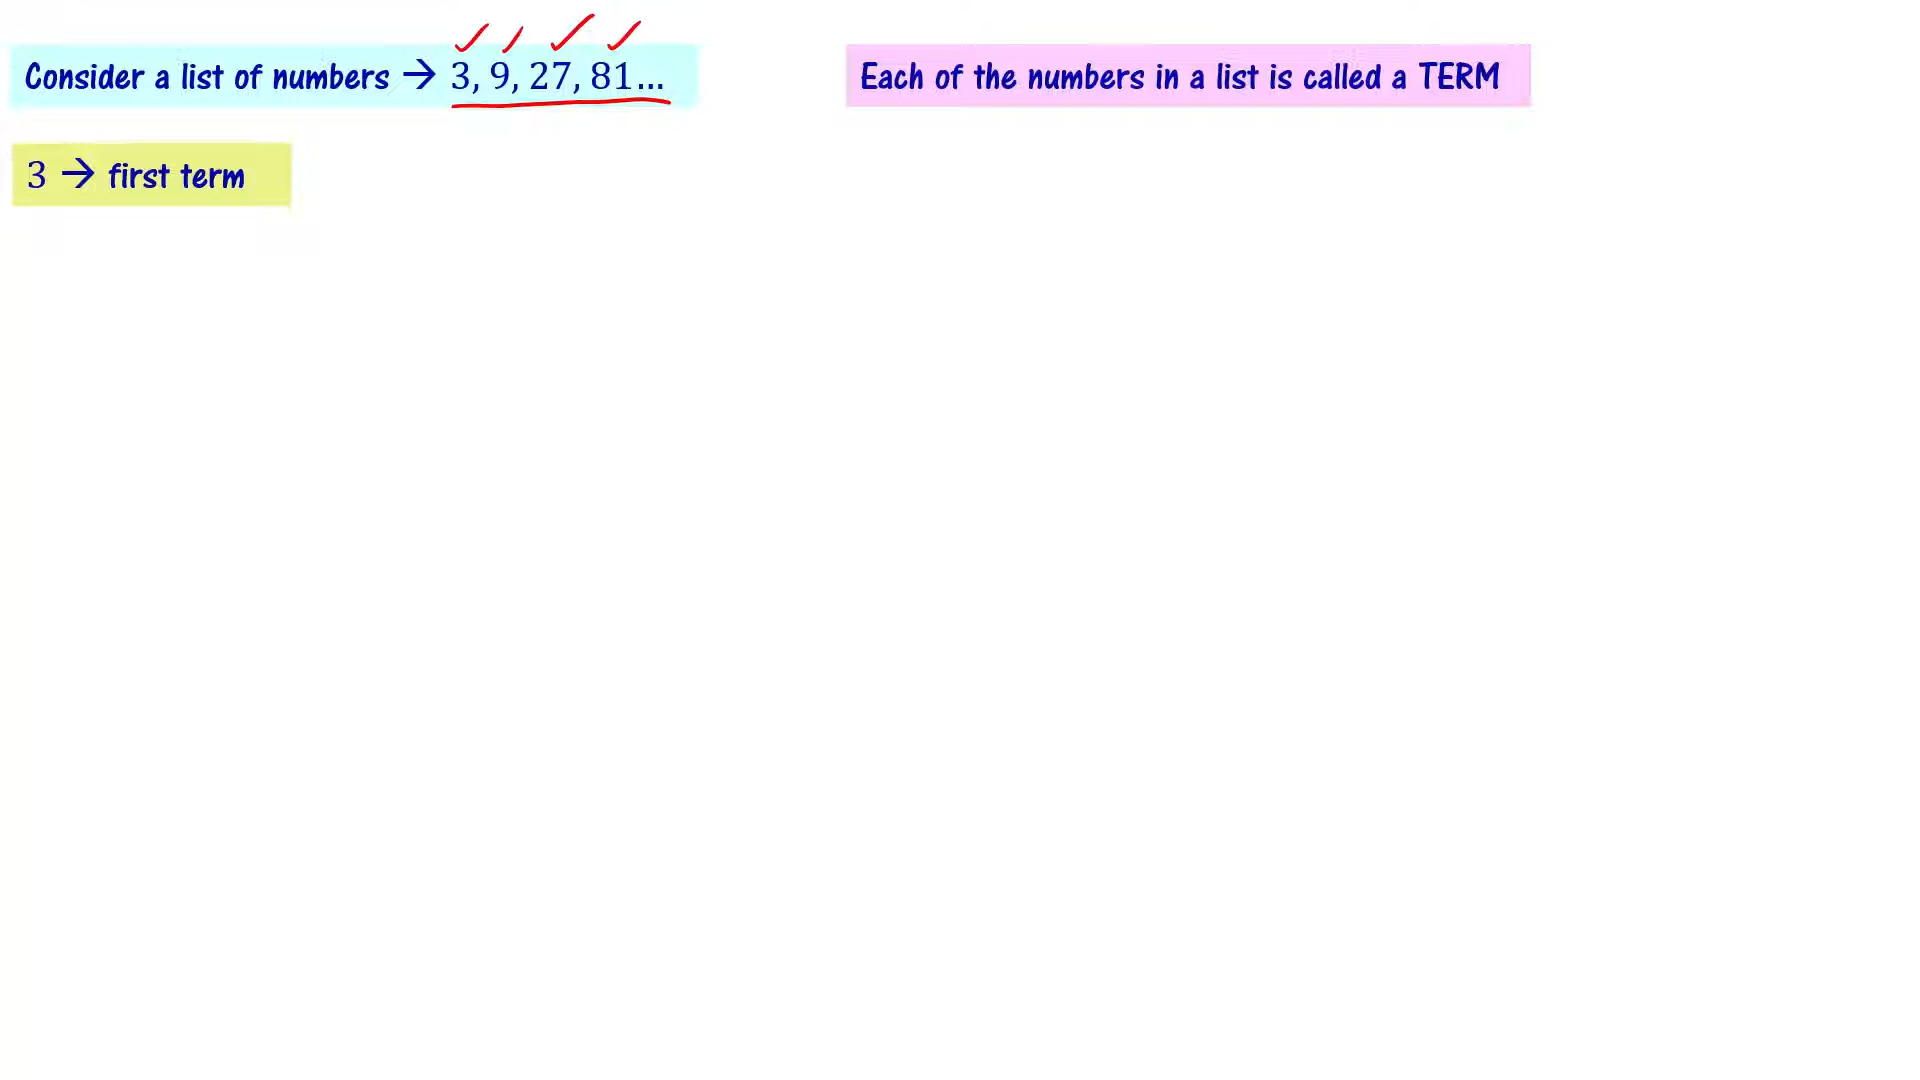 Consider a list of numbers → 3, 9, 27, 81...
Each of the numbers in a list is called a TERM
3 → first term